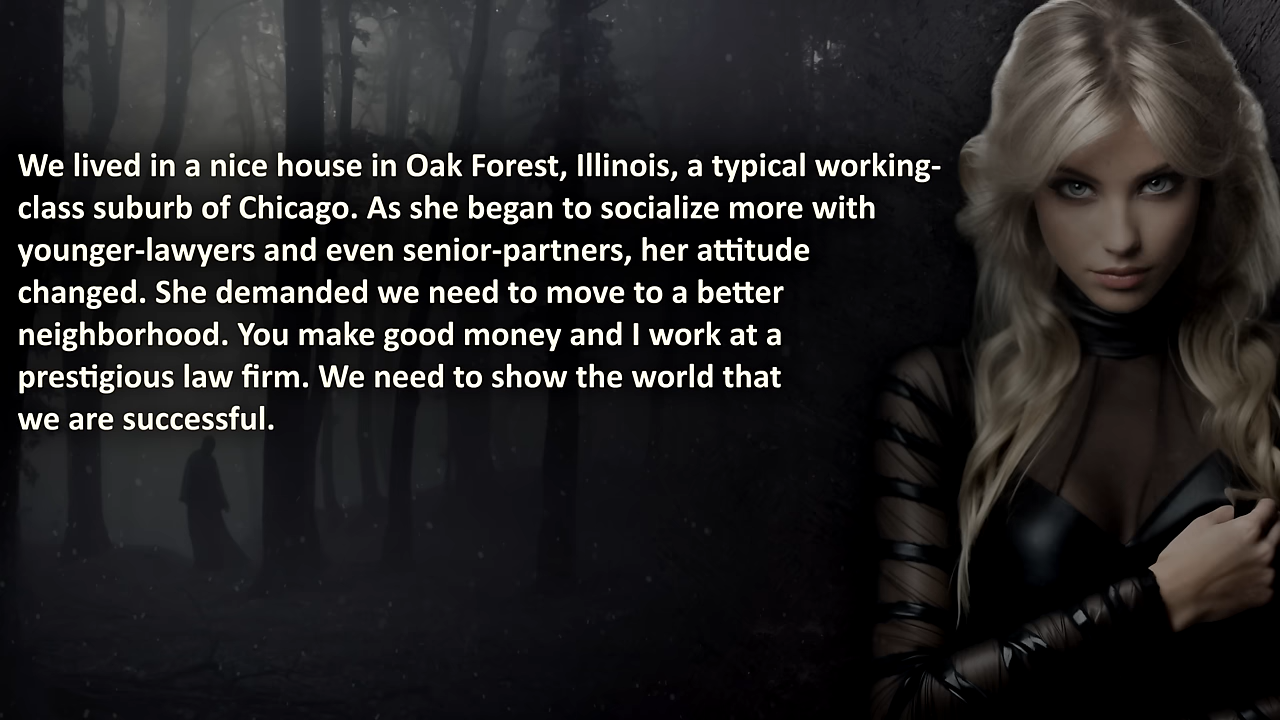 We lived in a nice house in Oak Forest, Illinois, a typical working-
class suburb of Chicago. As she began to socialize more with
younger-lawyers and even senior-partners, her attitude
changed. She demanded we need to move to a better
neighborhood. You make good money and I work at a
prestigious law firm. We need to show the world that
we are successful.